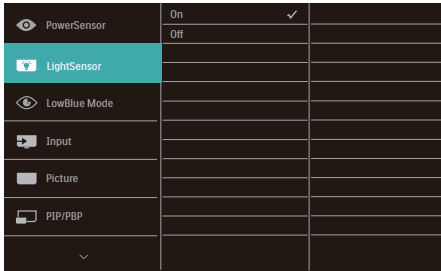 PowerSensor
On
Off
LightSensor
LowBlue Mode
Input
Picture
PIP/PBP